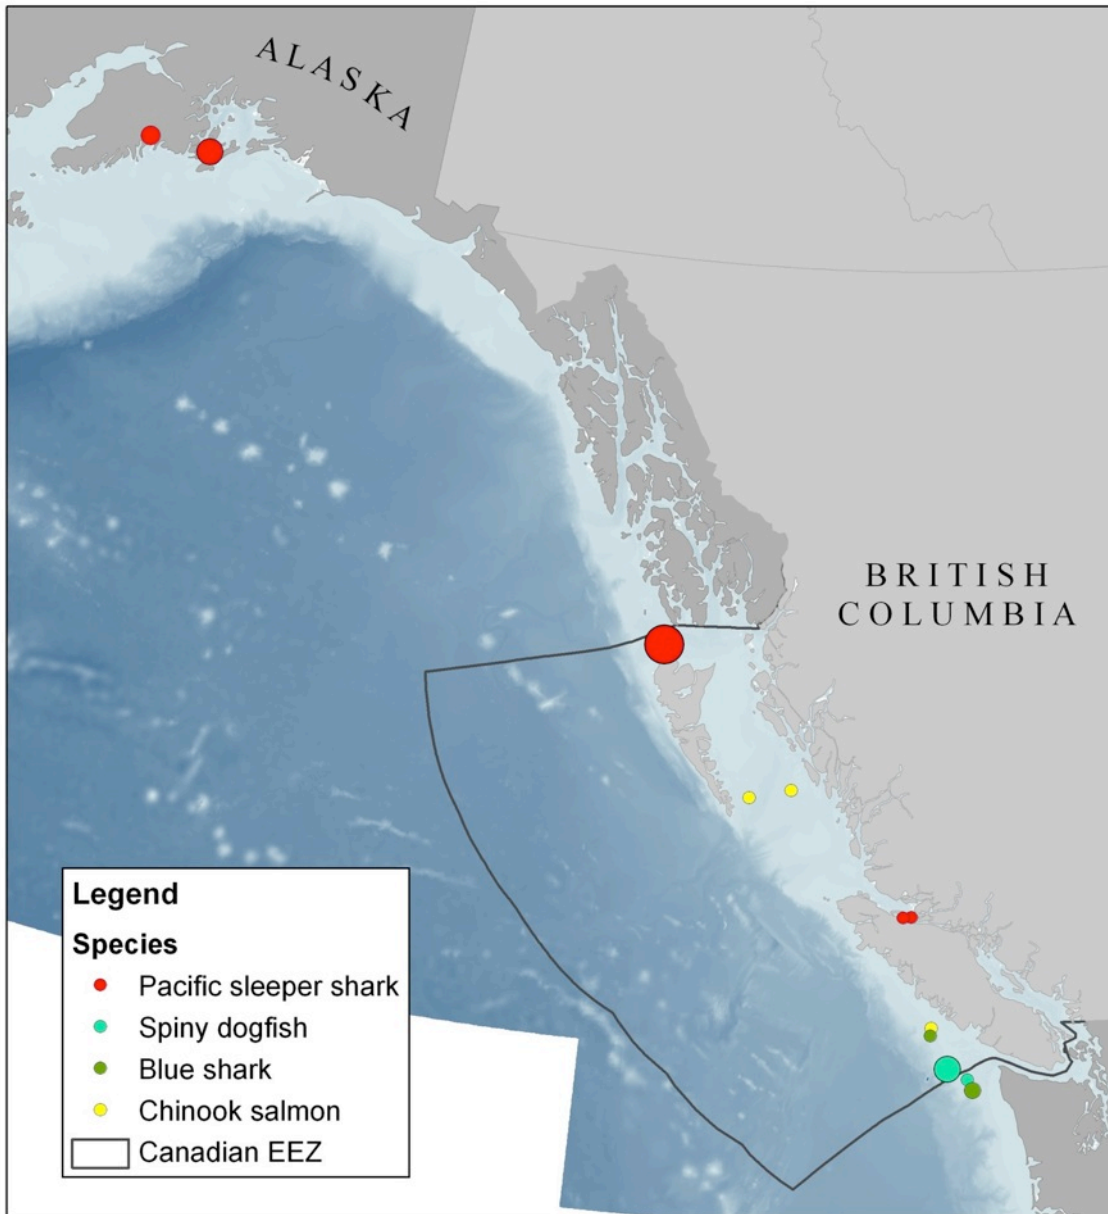 ALASKA
BRITISH
COLUMBIA
Legend
Species
Pacific sleeper shark
Spiny dogfish
Blue shark
Chinook salmon
Canadian EEZ